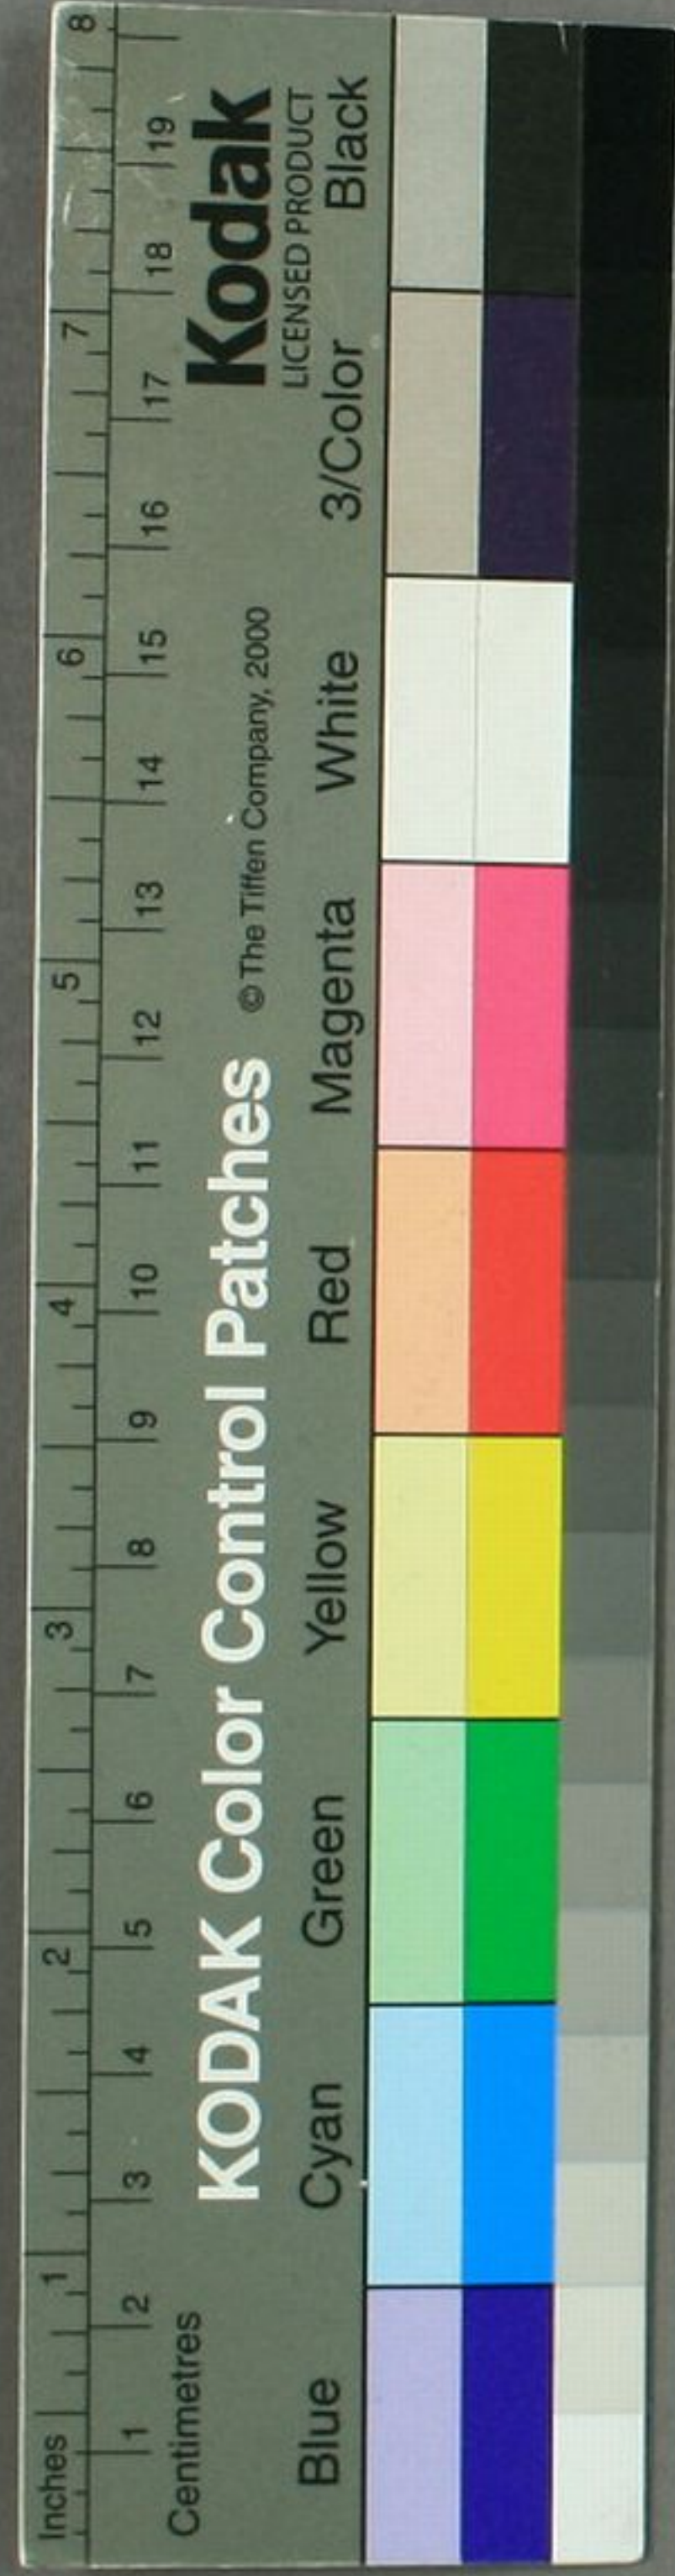 Inches 1 2 3 4 5 6 7 8
Centimetres 1 2 3 4 5 6 7 8 9 10 11 12 13 14 15 16 17 18 19
KODAK Color Control Patches © The Tiffen Company, 2000 Kodak
LICENSED PRODUCT
Blue Cyan Green Yellow Red Magenta White 3/Color Black